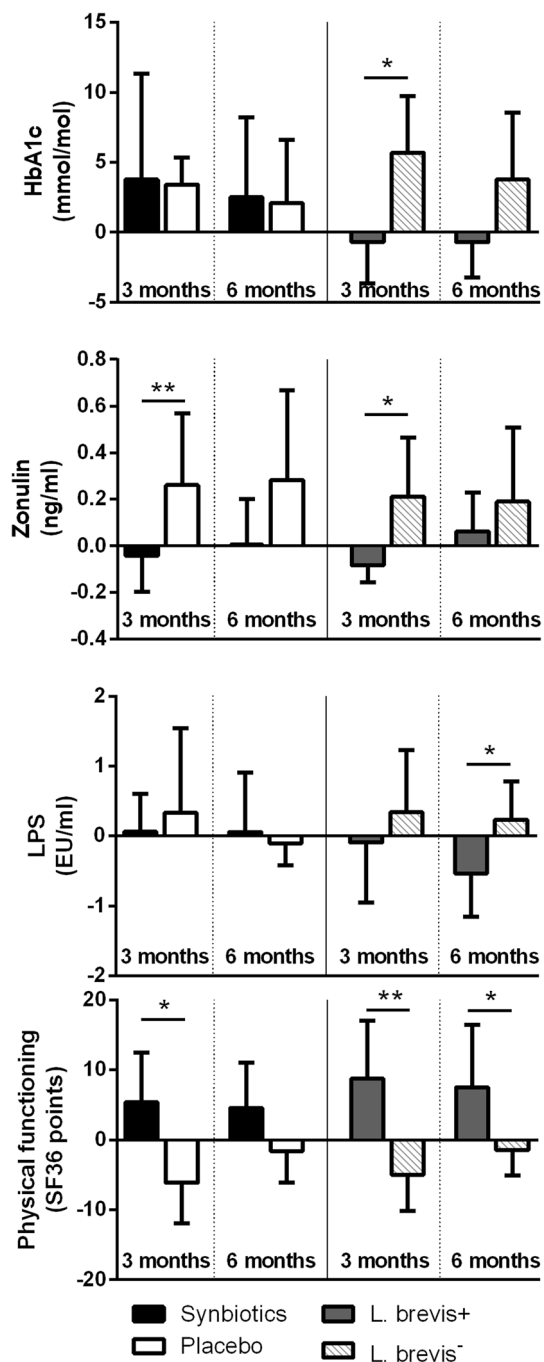 15
*
10
HbA1c
(mmol/mol)
5
0
-5
3 months 6 months 3 months 6 months
0.8
**
*
0.6
0.4
Zonulin
(ng/ml)
0.2
0.0
-0.2
-0.4
3 months 6 months 3 months 6 months
2
1
*
LPS
(EU/ml)
0
-1
-2
3 months 6 months 3 months 6 months
20
*
**
*
10
Physical functioning
(SF36 points)
0
-10
-20
3 months 6 months 3 months 6 months
Synbiotics L. brevis+
Placebo L. brevis-